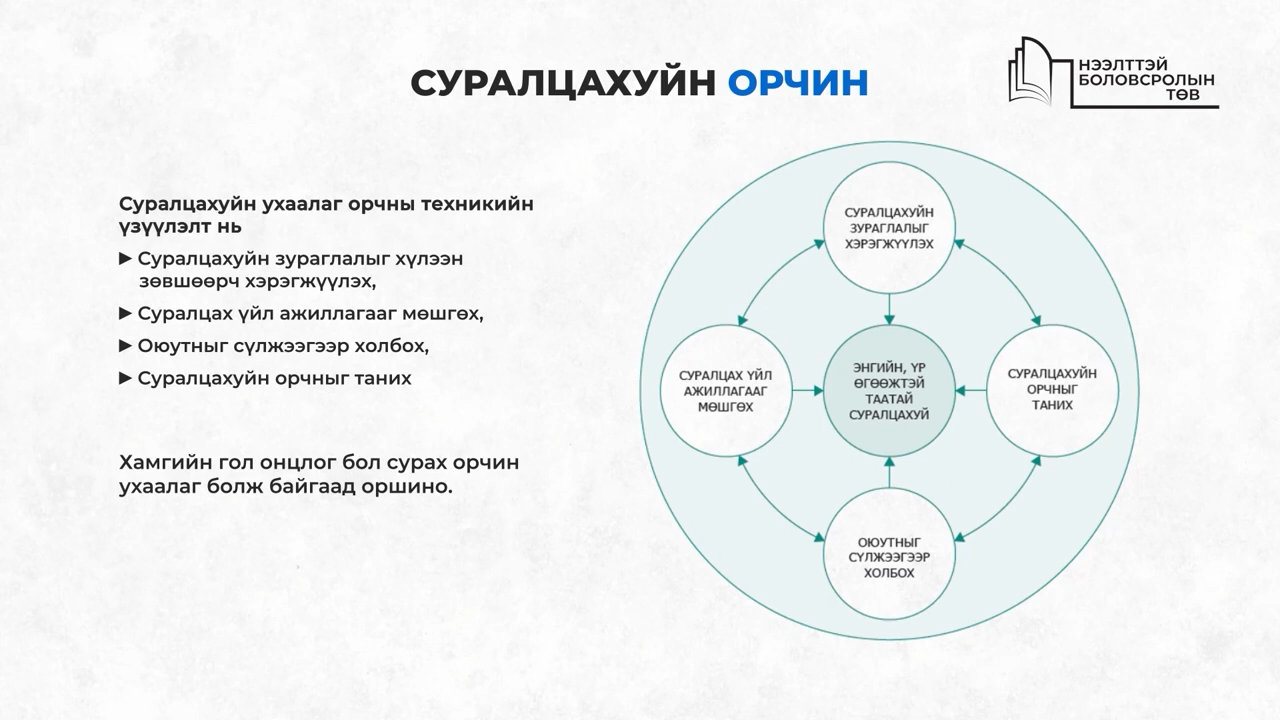 СУРАЛЦАХУЙН ОРЧИН
НЭЭЛТТЭЙ
БОЛОВСРОЛЫН
ТӨВ
Суралцахуйн ухаалаг орчны техникийн
үзүүлэлт нь
▶ Суралцахуйн зураглалыг хүлээн
зөвшөөрч хэрэгжүүлэх,
▶ Суралцах үйл ажиллагааг мөшгөх,
▶ Оюутныг сүлжээгээр холбох,
▶ Суралцахуйн орчныг таних
Хамгийн гол онцлог бол сурах орчин
ухаалаг болж байгаад оршино.
СУРАЛЦАХУЙН
ЗУРАГЛАЛЫГ
ХЭРЭГЖҮҮЛЭХ
СУРАЛЦАХ ҮЙЛ
АЖИЛЛАГААГ
МӨШГӨХ
ЭНГИЙН, ҮР
ӨГӨӨЖТЭЙ
ТААТАЙ
СУРАЛЦАХУЙ
СУРАЛЦАХУЙН
ОРЧНЫГ
ТАНИХ
ОЮУТНЫГ
СҮЛЖЭЭГЭЭР
ХОЛБОХ